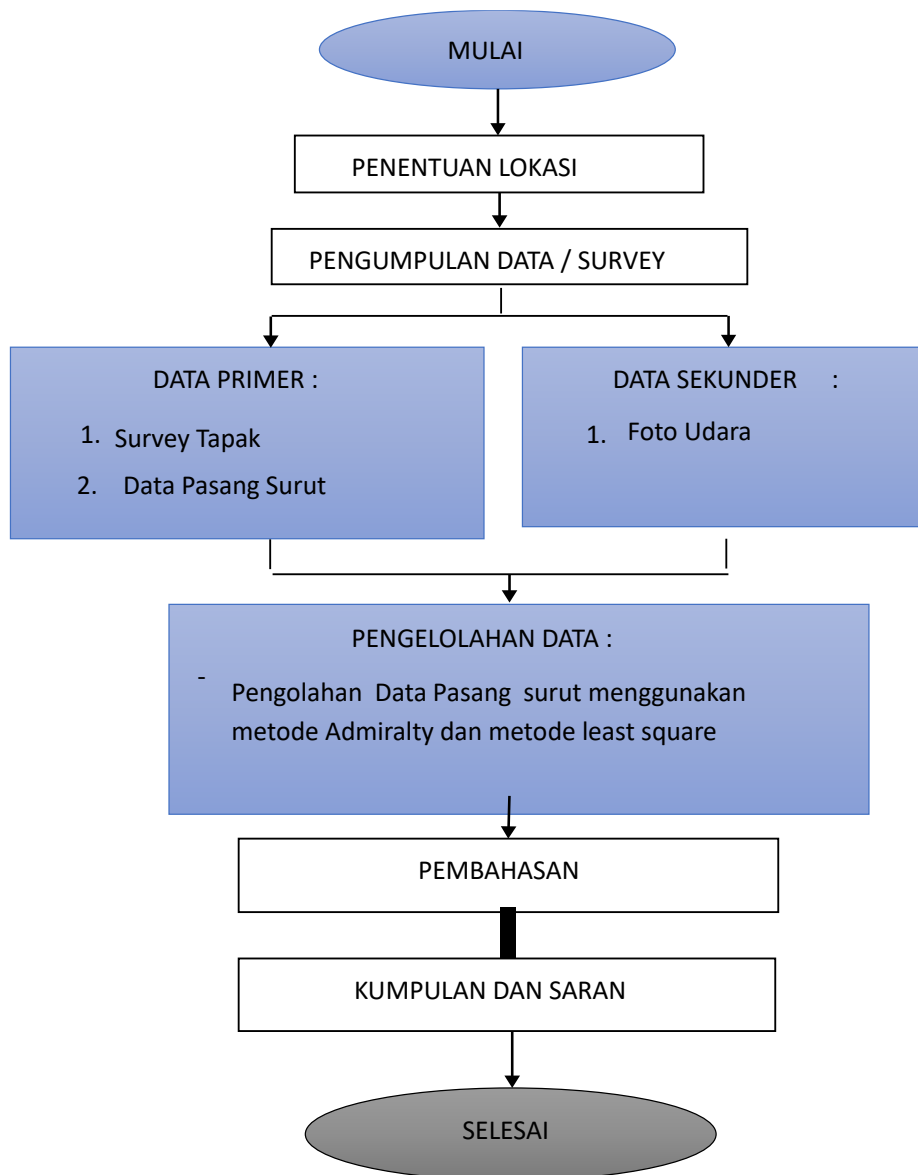 MULAI
PENENTUAN LOKASI
PENGUMPULAN DATA / SURVEY
DATA PRIMER :
1. Survey Tapak
2. Data Pasang Surut
DATA SEKUNDER :
1. Foto Udara
PENGELOLAHAN DATA :
- Pengolahan Data Pasang surut menggunakan
metode Admiralty dan metode least square
PEMBAHASAN
KUMPULAN DAN SARAN
SELESAI